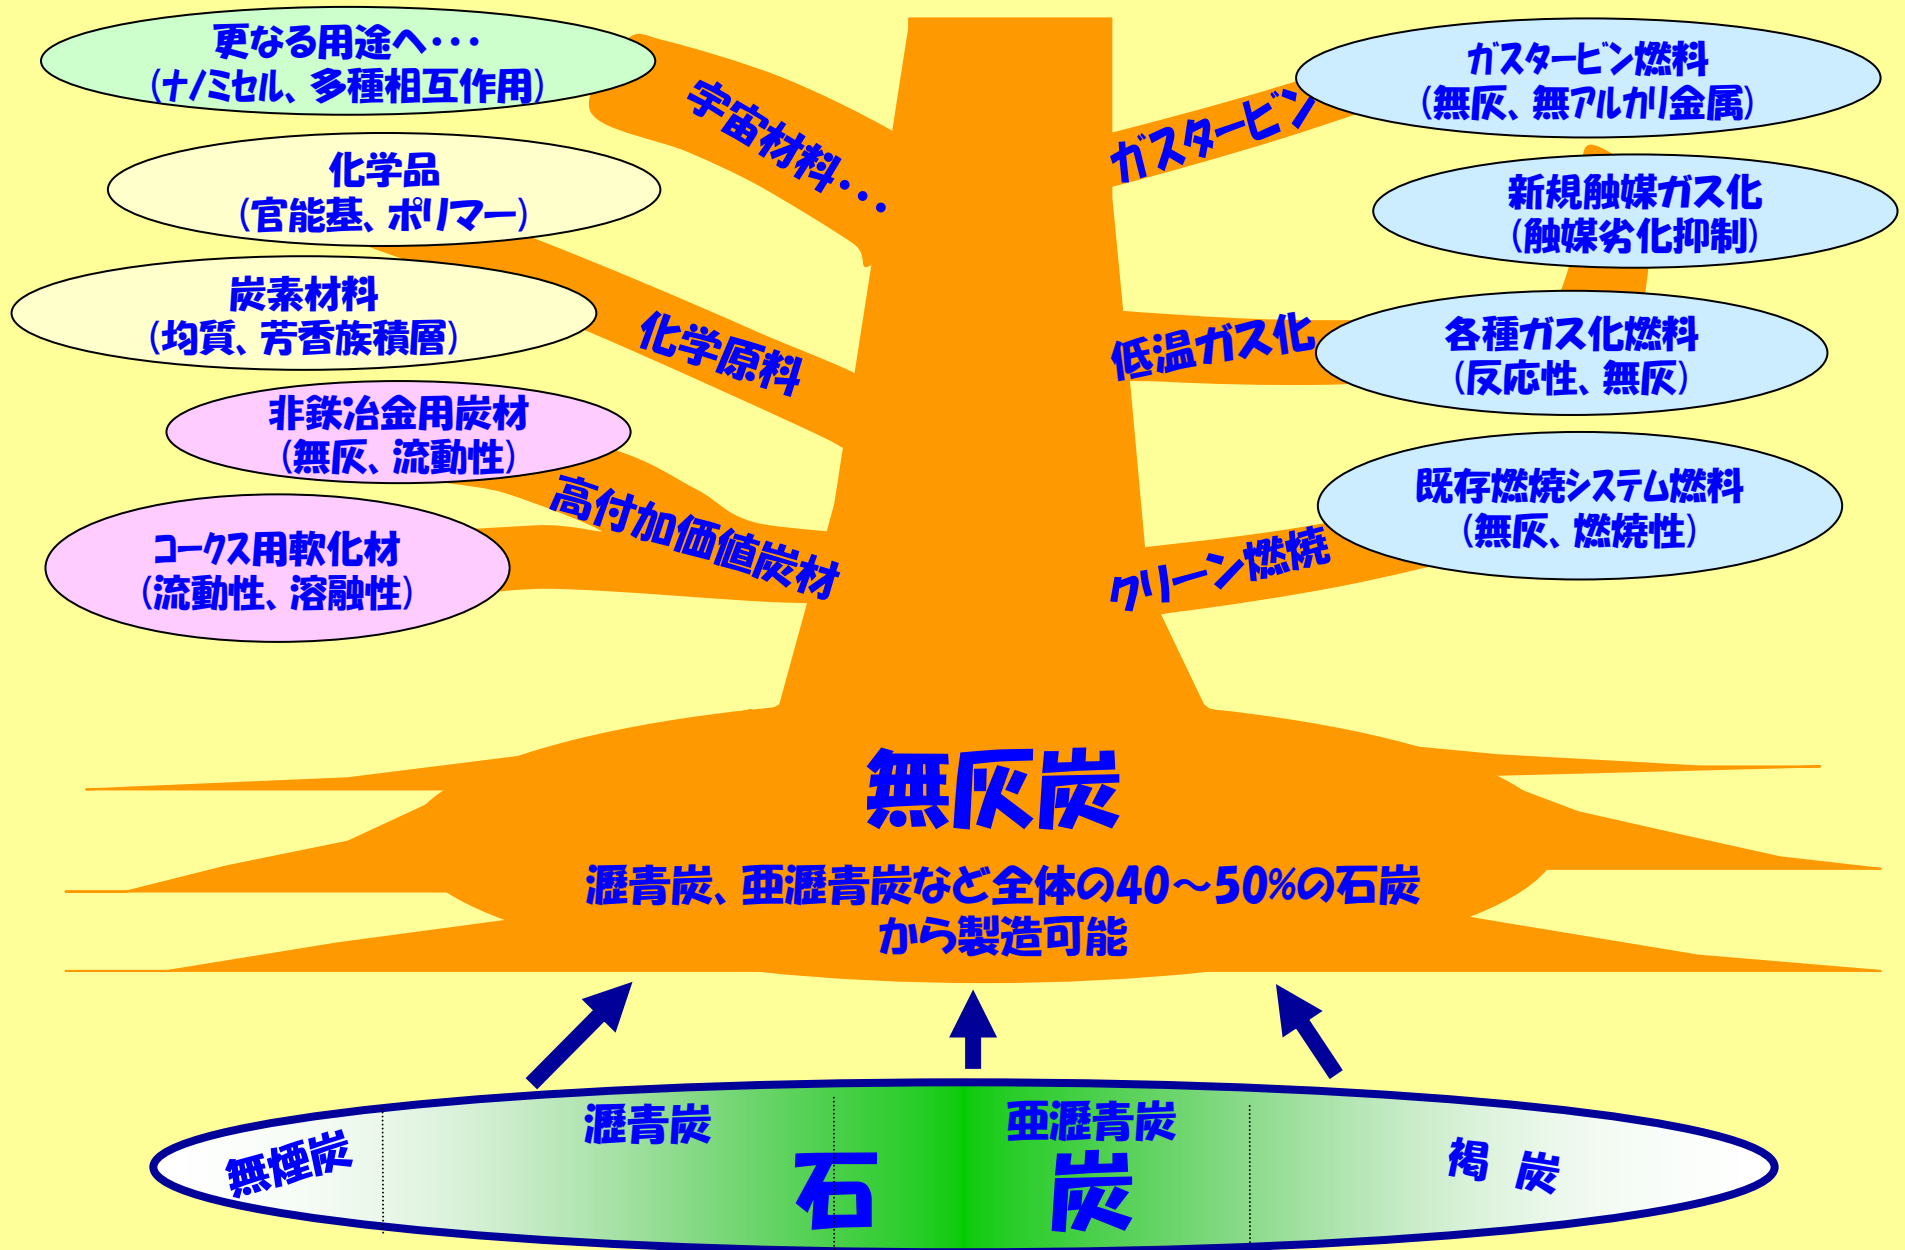 更なる用途へ・・・
(ナノミセル、多種相互作用)
宇宙材料・・・
化学品
(官能基、ポリマー)
炭素材料
(均質、芳香族積層)
化学原料
非鉄冶金用炭材
(無灰、流動性)
高付加価値炭材
コークス用軟化材
(流動性、溶融性)
ガスタービン燃料
(無灰、無アルカリ金属)
ガスタービン
新規触媒ガス化
(触媒劣化抑制)
低温ガス化
各種ガス化燃料
(反応性、無灰)
既存燃焼システム燃料
(無灰、燃焼性)
クリーン燃焼
無灰炭
瀝青炭、亜瀝青炭など全体の40～50%の石炭
から製造可能
無煙炭
瀝青炭
亜瀝青炭
褐 炭
石 炭